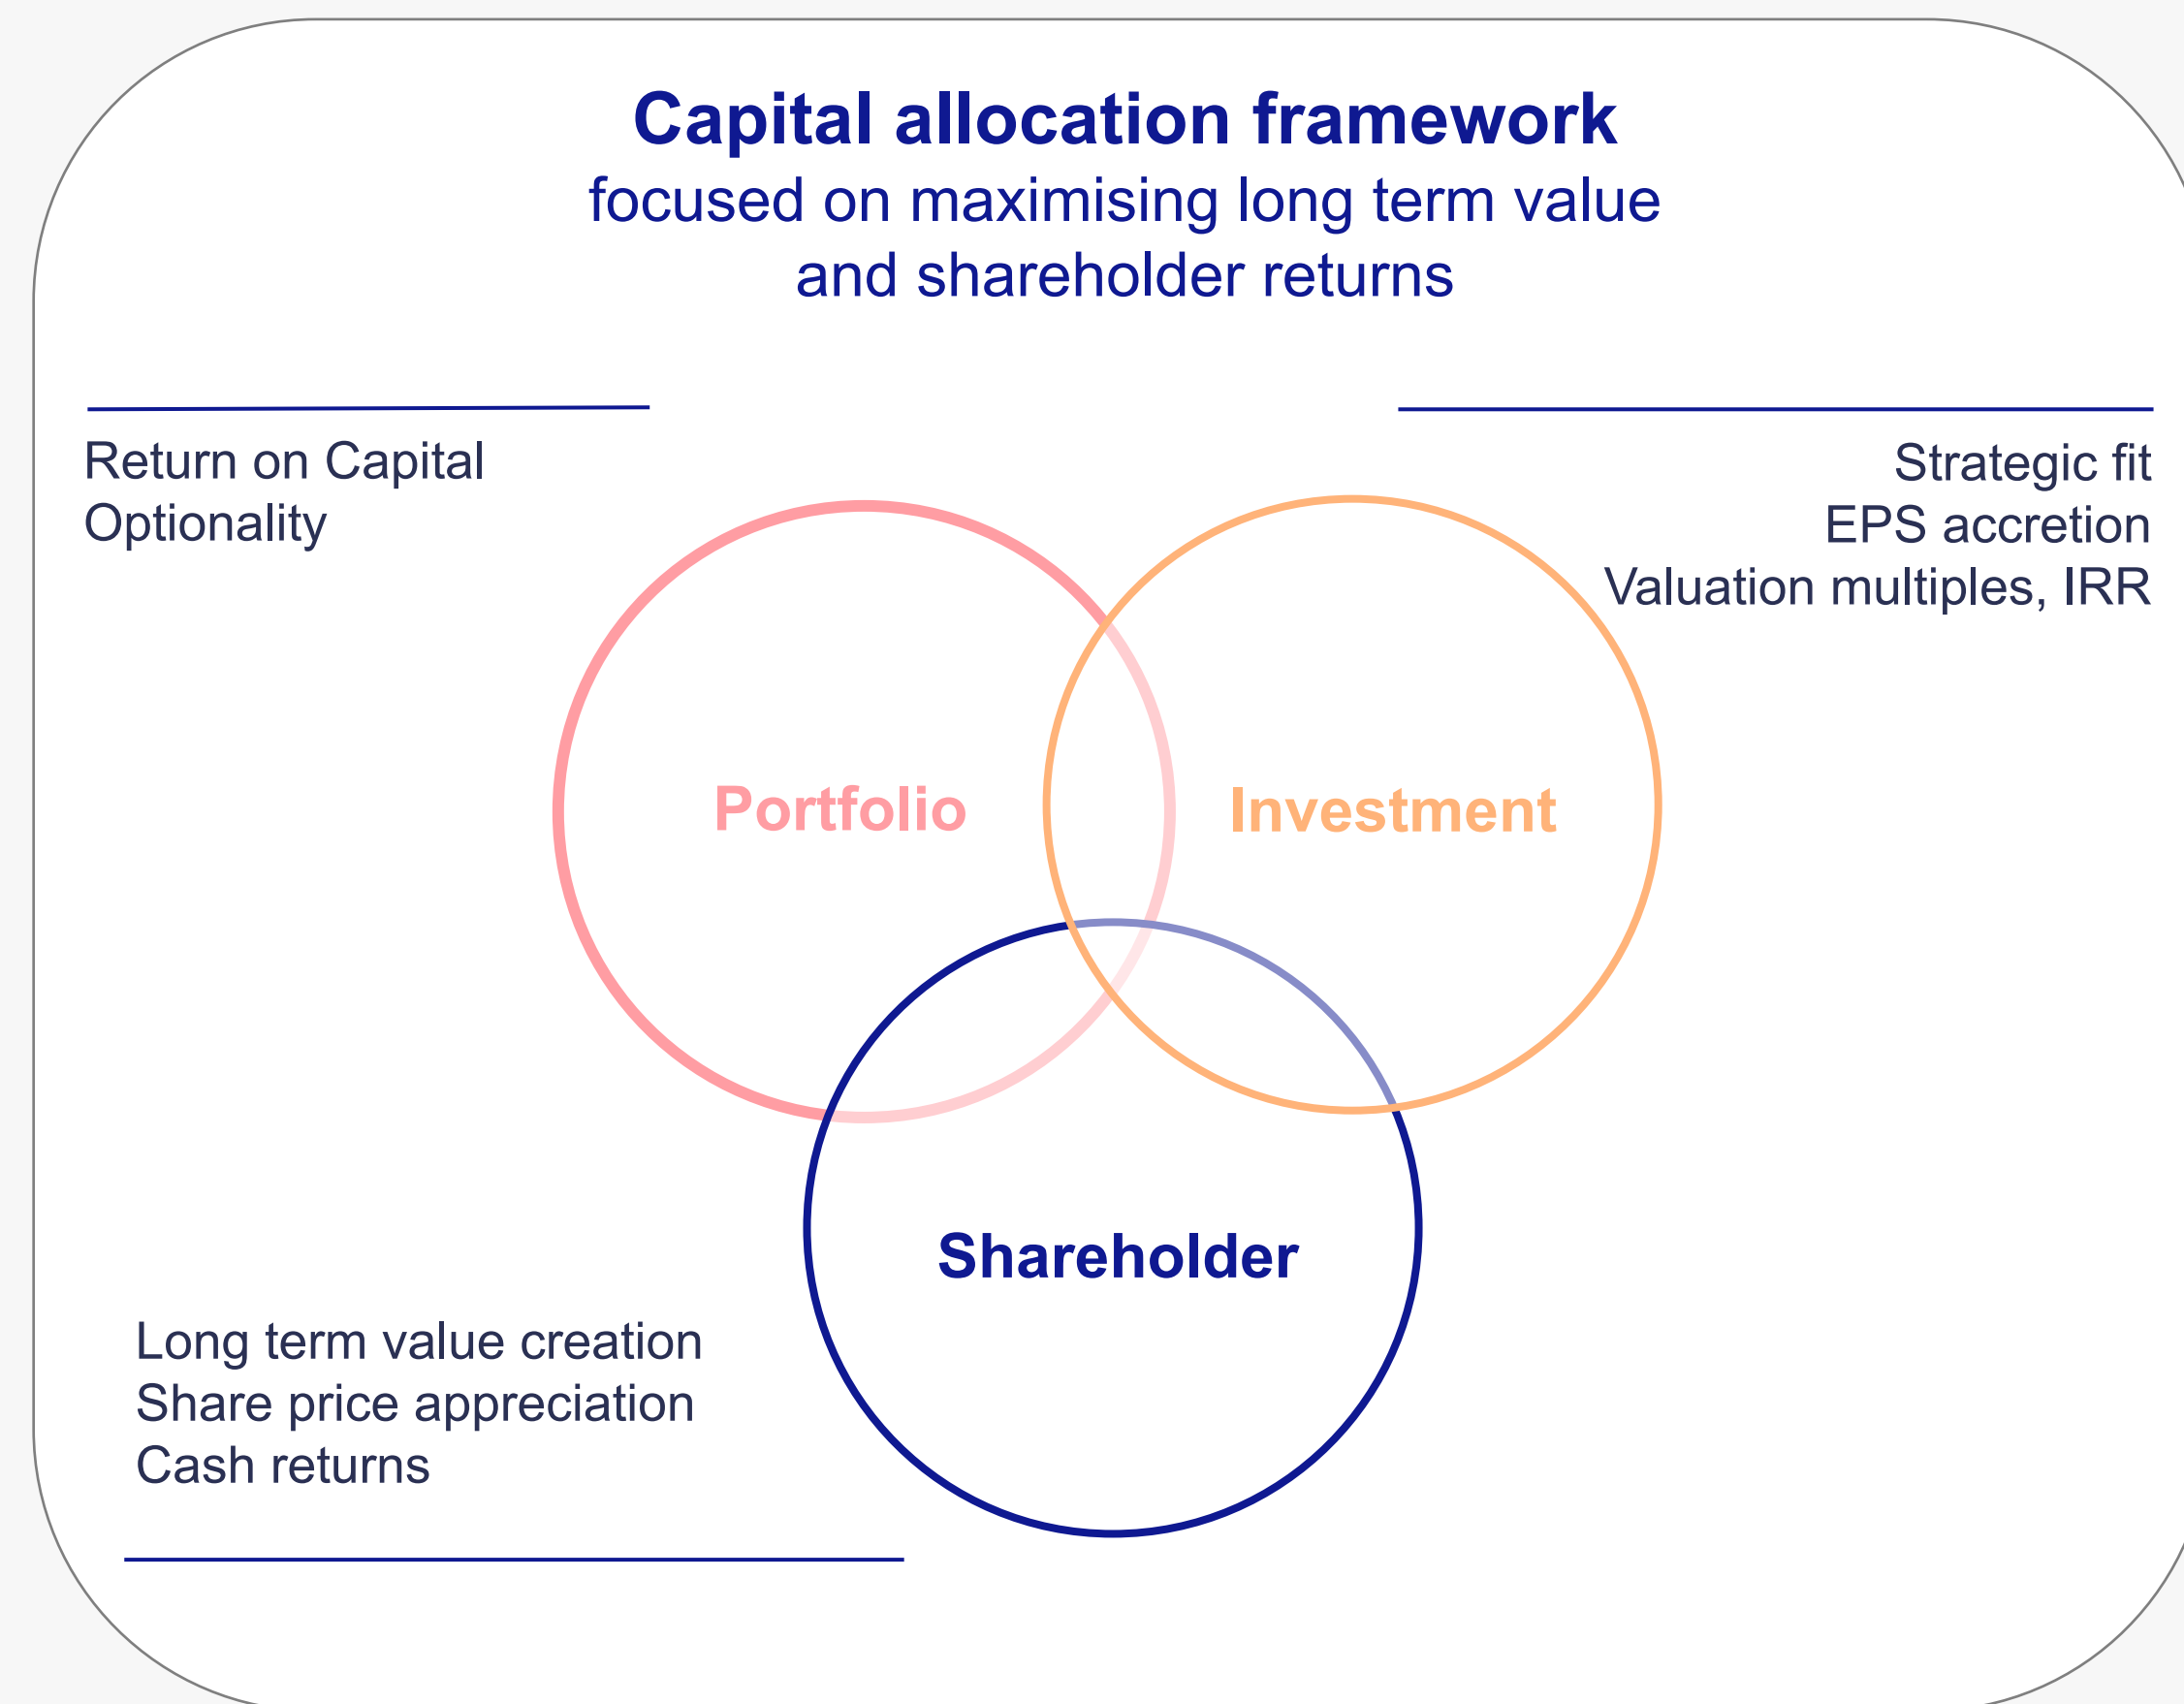 Capital allocation framework
focused on maximising long term value
and shareholder returns
Return on Capital
Optionality
Strategic fit
EPS accretion
Valuation multiples, IRR
Portfolio
Investment
Shareholder
Long term value creation
Share price appreciation
Cash returns